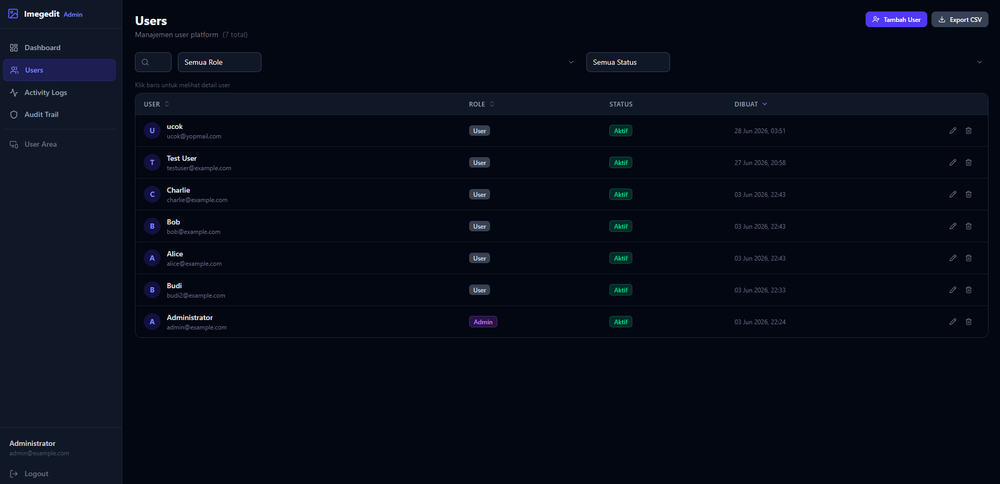 Imegedit Admin
Dashboard
Users
Activity Logs
Audit Trail
User Area
Administrator
admin@example.com
Logout
Users
Manajemen user platform (7 total)
Tambah User
Export CSV
Semua Role
Semua Status
Klik baris untuk melihat detail user
USER ROLE STATUS DIBUAT
U ucok User Aktif 28 Jun 2026, 03:51
ucok@yopmail.com
T Test User User Aktif 27 Jun 2026, 20:58
testuser@example.com
C Charlie User Aktif 03 Jun 2026, 22:43
charlie@example.com
B Bob User Aktif 03 Jun 2026, 22:43
bob@example.com
A Alice User Aktif 03 Jun 2026, 22:43
alice@example.com
B Budi User Aktif 03 Jun 2026, 22:33
budi2@example.com
A Administrator Admin Aktif 03 Jun 2026, 22:24
admin@example.com